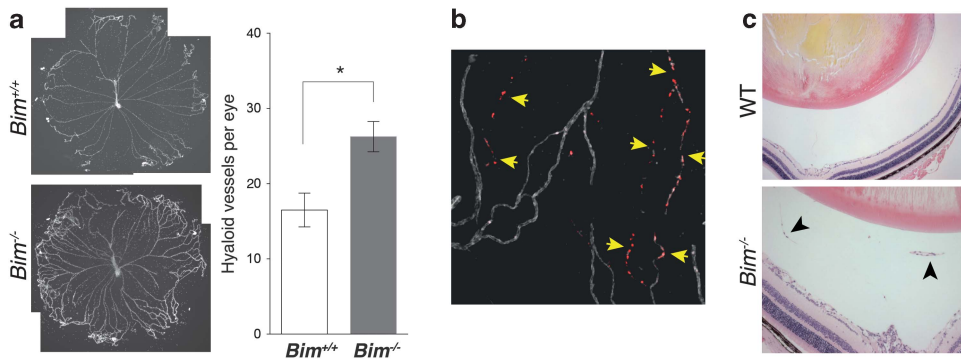 a
Bim+/+
Bim-/-
Hyaloid vessels per eye
40
30
20
10
0
*
Bim+/+
Bim-/-
b
c
WT
Bim-/-